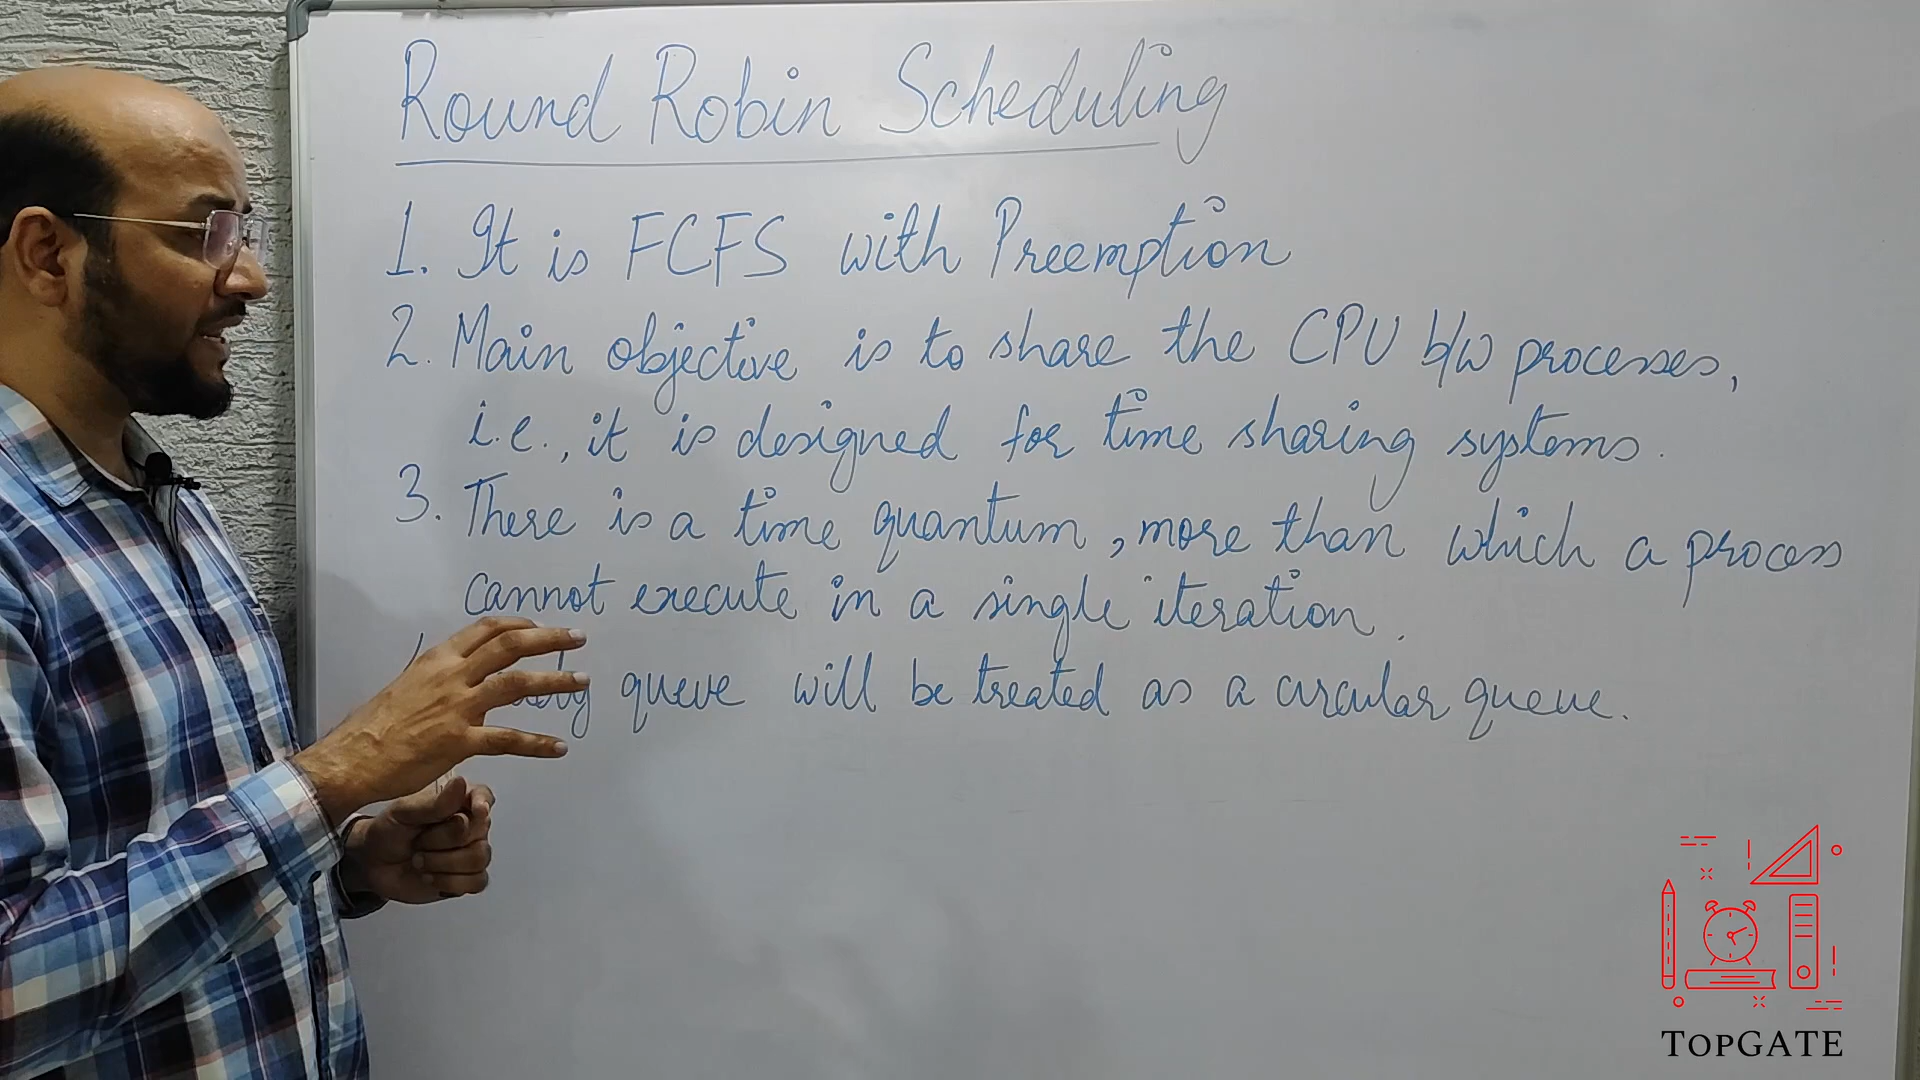 Round Robin Scheduling
1. It is FCFS with Preemption
2. Main objective is to share the CPU b/w processes,
i.e., it is designed for time sharing systems.
3. There is a time quantum, more than which a process
cannot execute in a single iteration.
queue will be treated as a circular queue.
TOPGATE